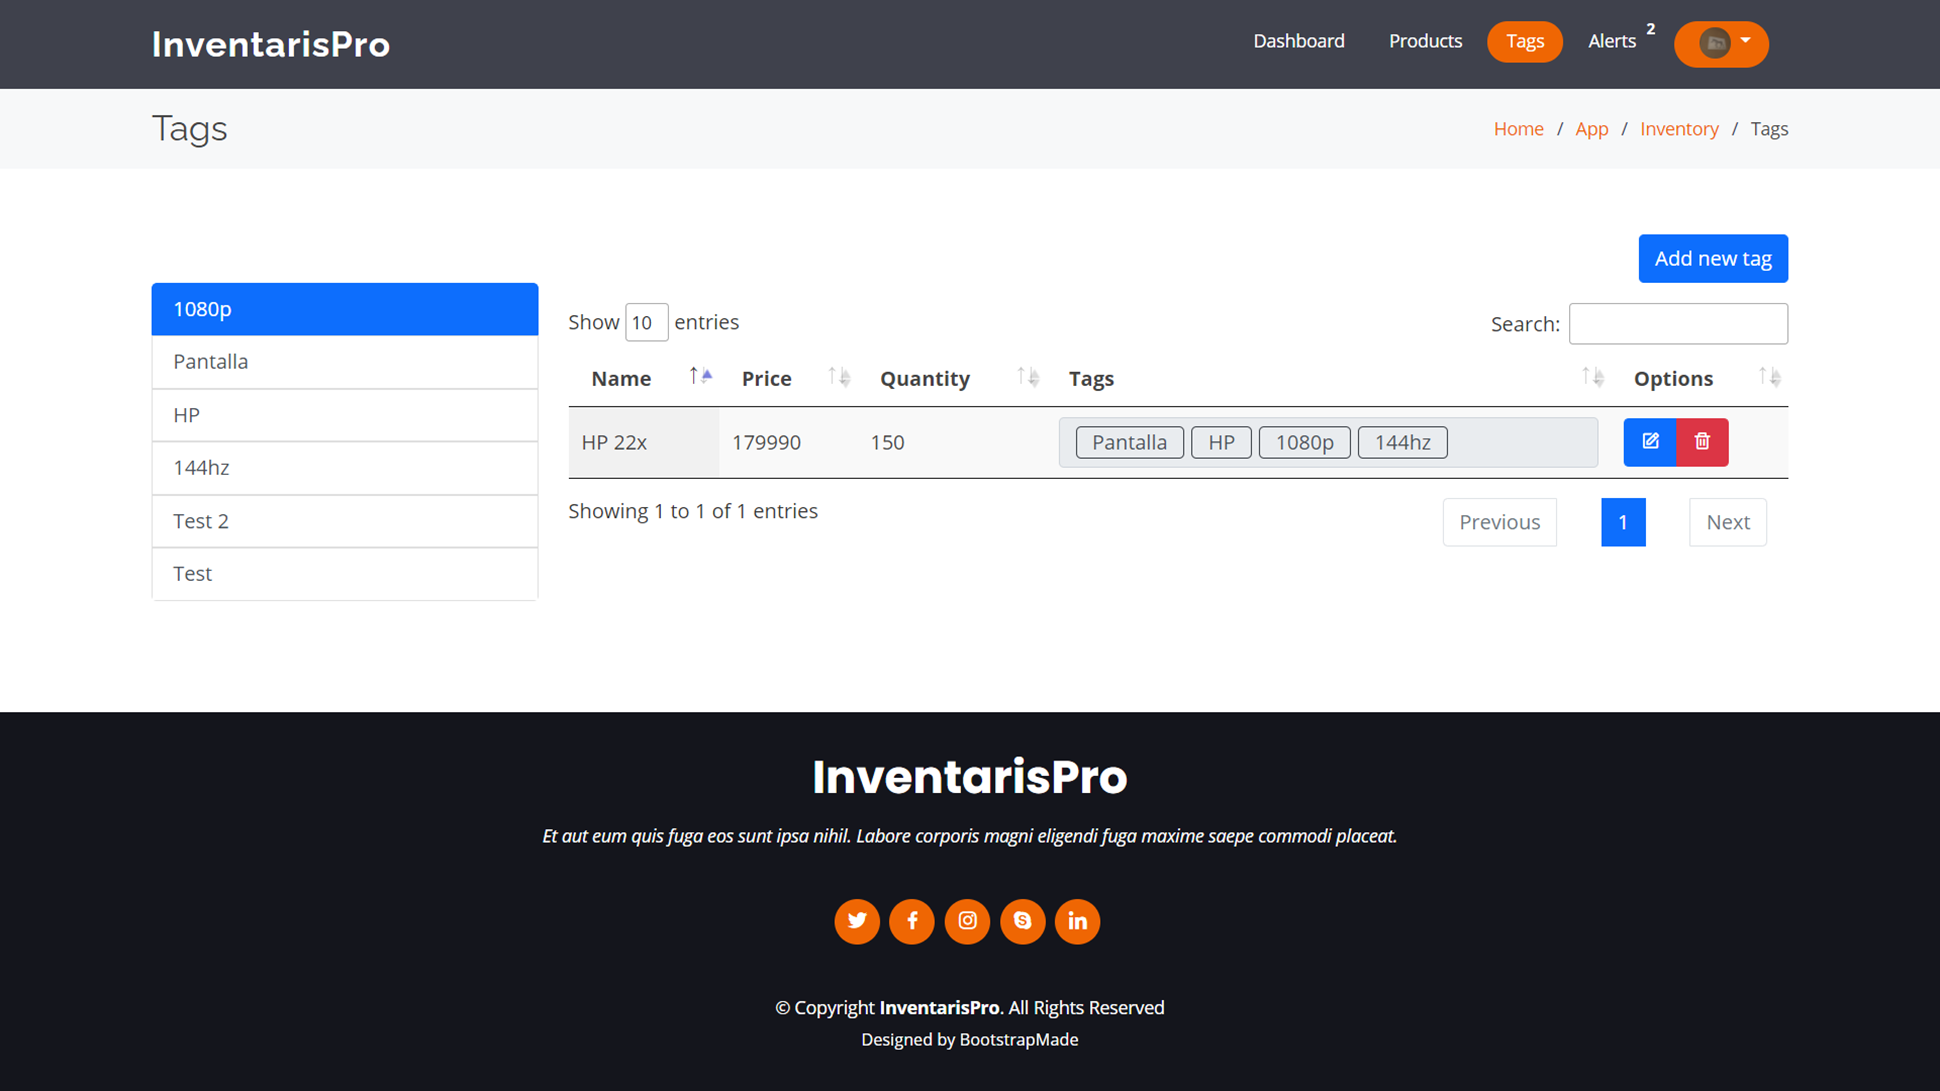 InventarisPro
Dashboard Products Tags Alerts 2
Tags
Home / App / Inventory / Tags
Add new tag
1080p
Pantalla
HP
144hz
Test 2
Test
Show 10 entries
Search:
Name Price Quantity Tags Options
HP 22x 179990 150 Pantalla HP 1080p 144hz
Showing 1 to 1 of 1 entries
Previous 1 Next
InventarisPro
Et aut eum quis fuga eos sunt ipsa nihil. Labore corporis magni eligendi fuga maxime saepe commodi placeat.
© Copyright InventarisPro. All Rights Reserved
Designed by BootstrapMade